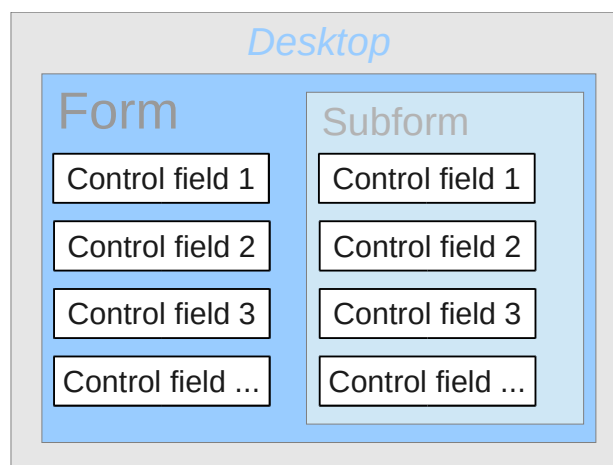 Desktop
Form
Control field 1
Control field 2
Control field 3
Control field ...
Subform
Control field 1
Control field 2
Control field 3
Control field ...